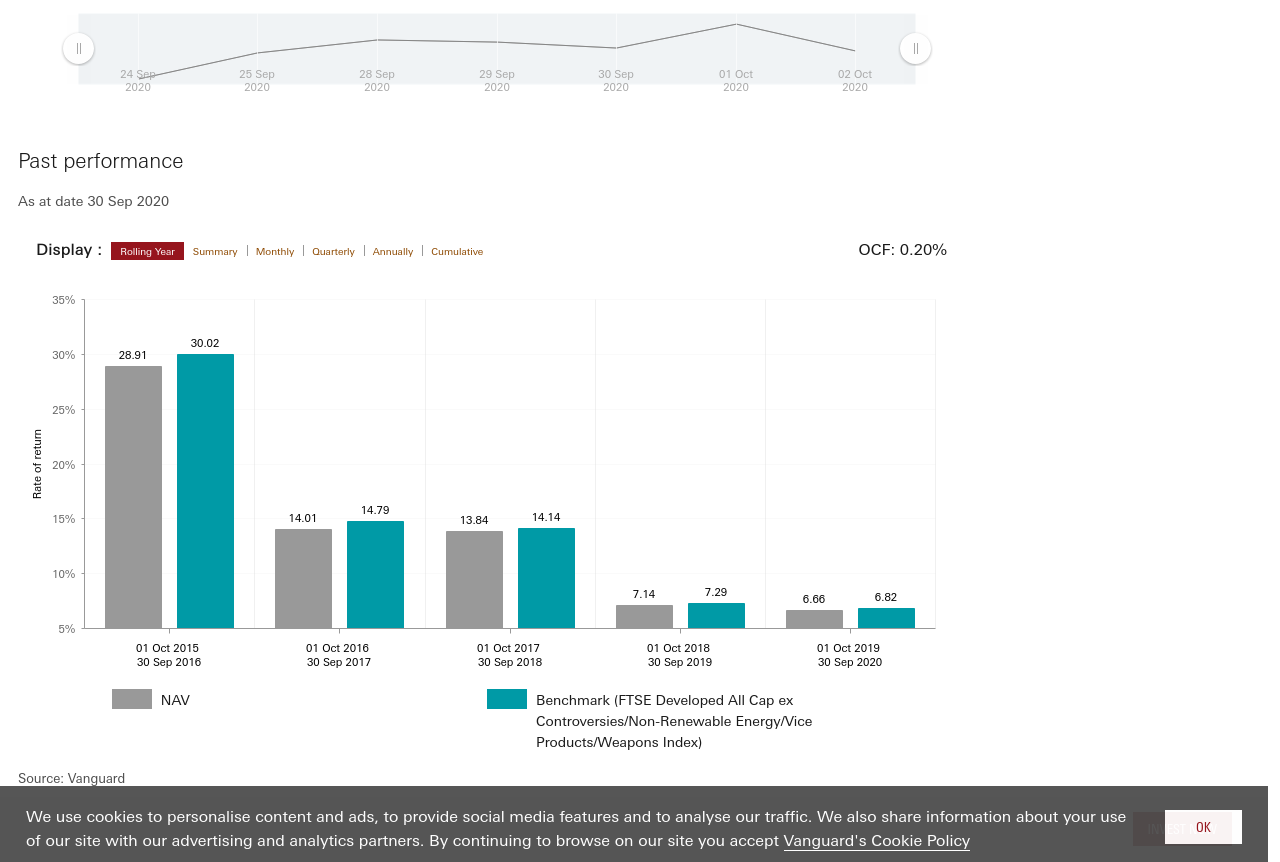 24 Sep 2020
25 Sep 2020
28 Sep 2020
29 Sep 2020
30 Sep 2020
01 Oct 2020
02 Oct 2020
Past performance
As at date 30 Sep 2020
Display :
Rolling Year
Summary
Monthly
Quarterly
Annually
Cumulative
OCF: 0.20%
35%
30%
25%
20%
15%
10%
5%
Rate of return
28.91
30.02
14.01
14.79
13.84
14.14
7.14
7.29
6.66
6.82
01 Oct 2015
30 Sep 2016
01 Oct 2016
30 Sep 2017
01 Oct 2017
30 Sep 2018
01 Oct 2018
30 Sep 2019
01 Oct 2019
30 Sep 2020
NAV
Benchmark (FTSE Developed All Cap ex
Controversies/Non-Renewable Energy/Vice
Products/Weapons Index)
Source: Vanguard
We use cookies to personalise content and ads, to provide social media features and to analyse our traffic. We also share information about your use
of our site with our advertising and analytics partners. By continuing to browse on our site you accept Vanguard's Cookie Policy
OK